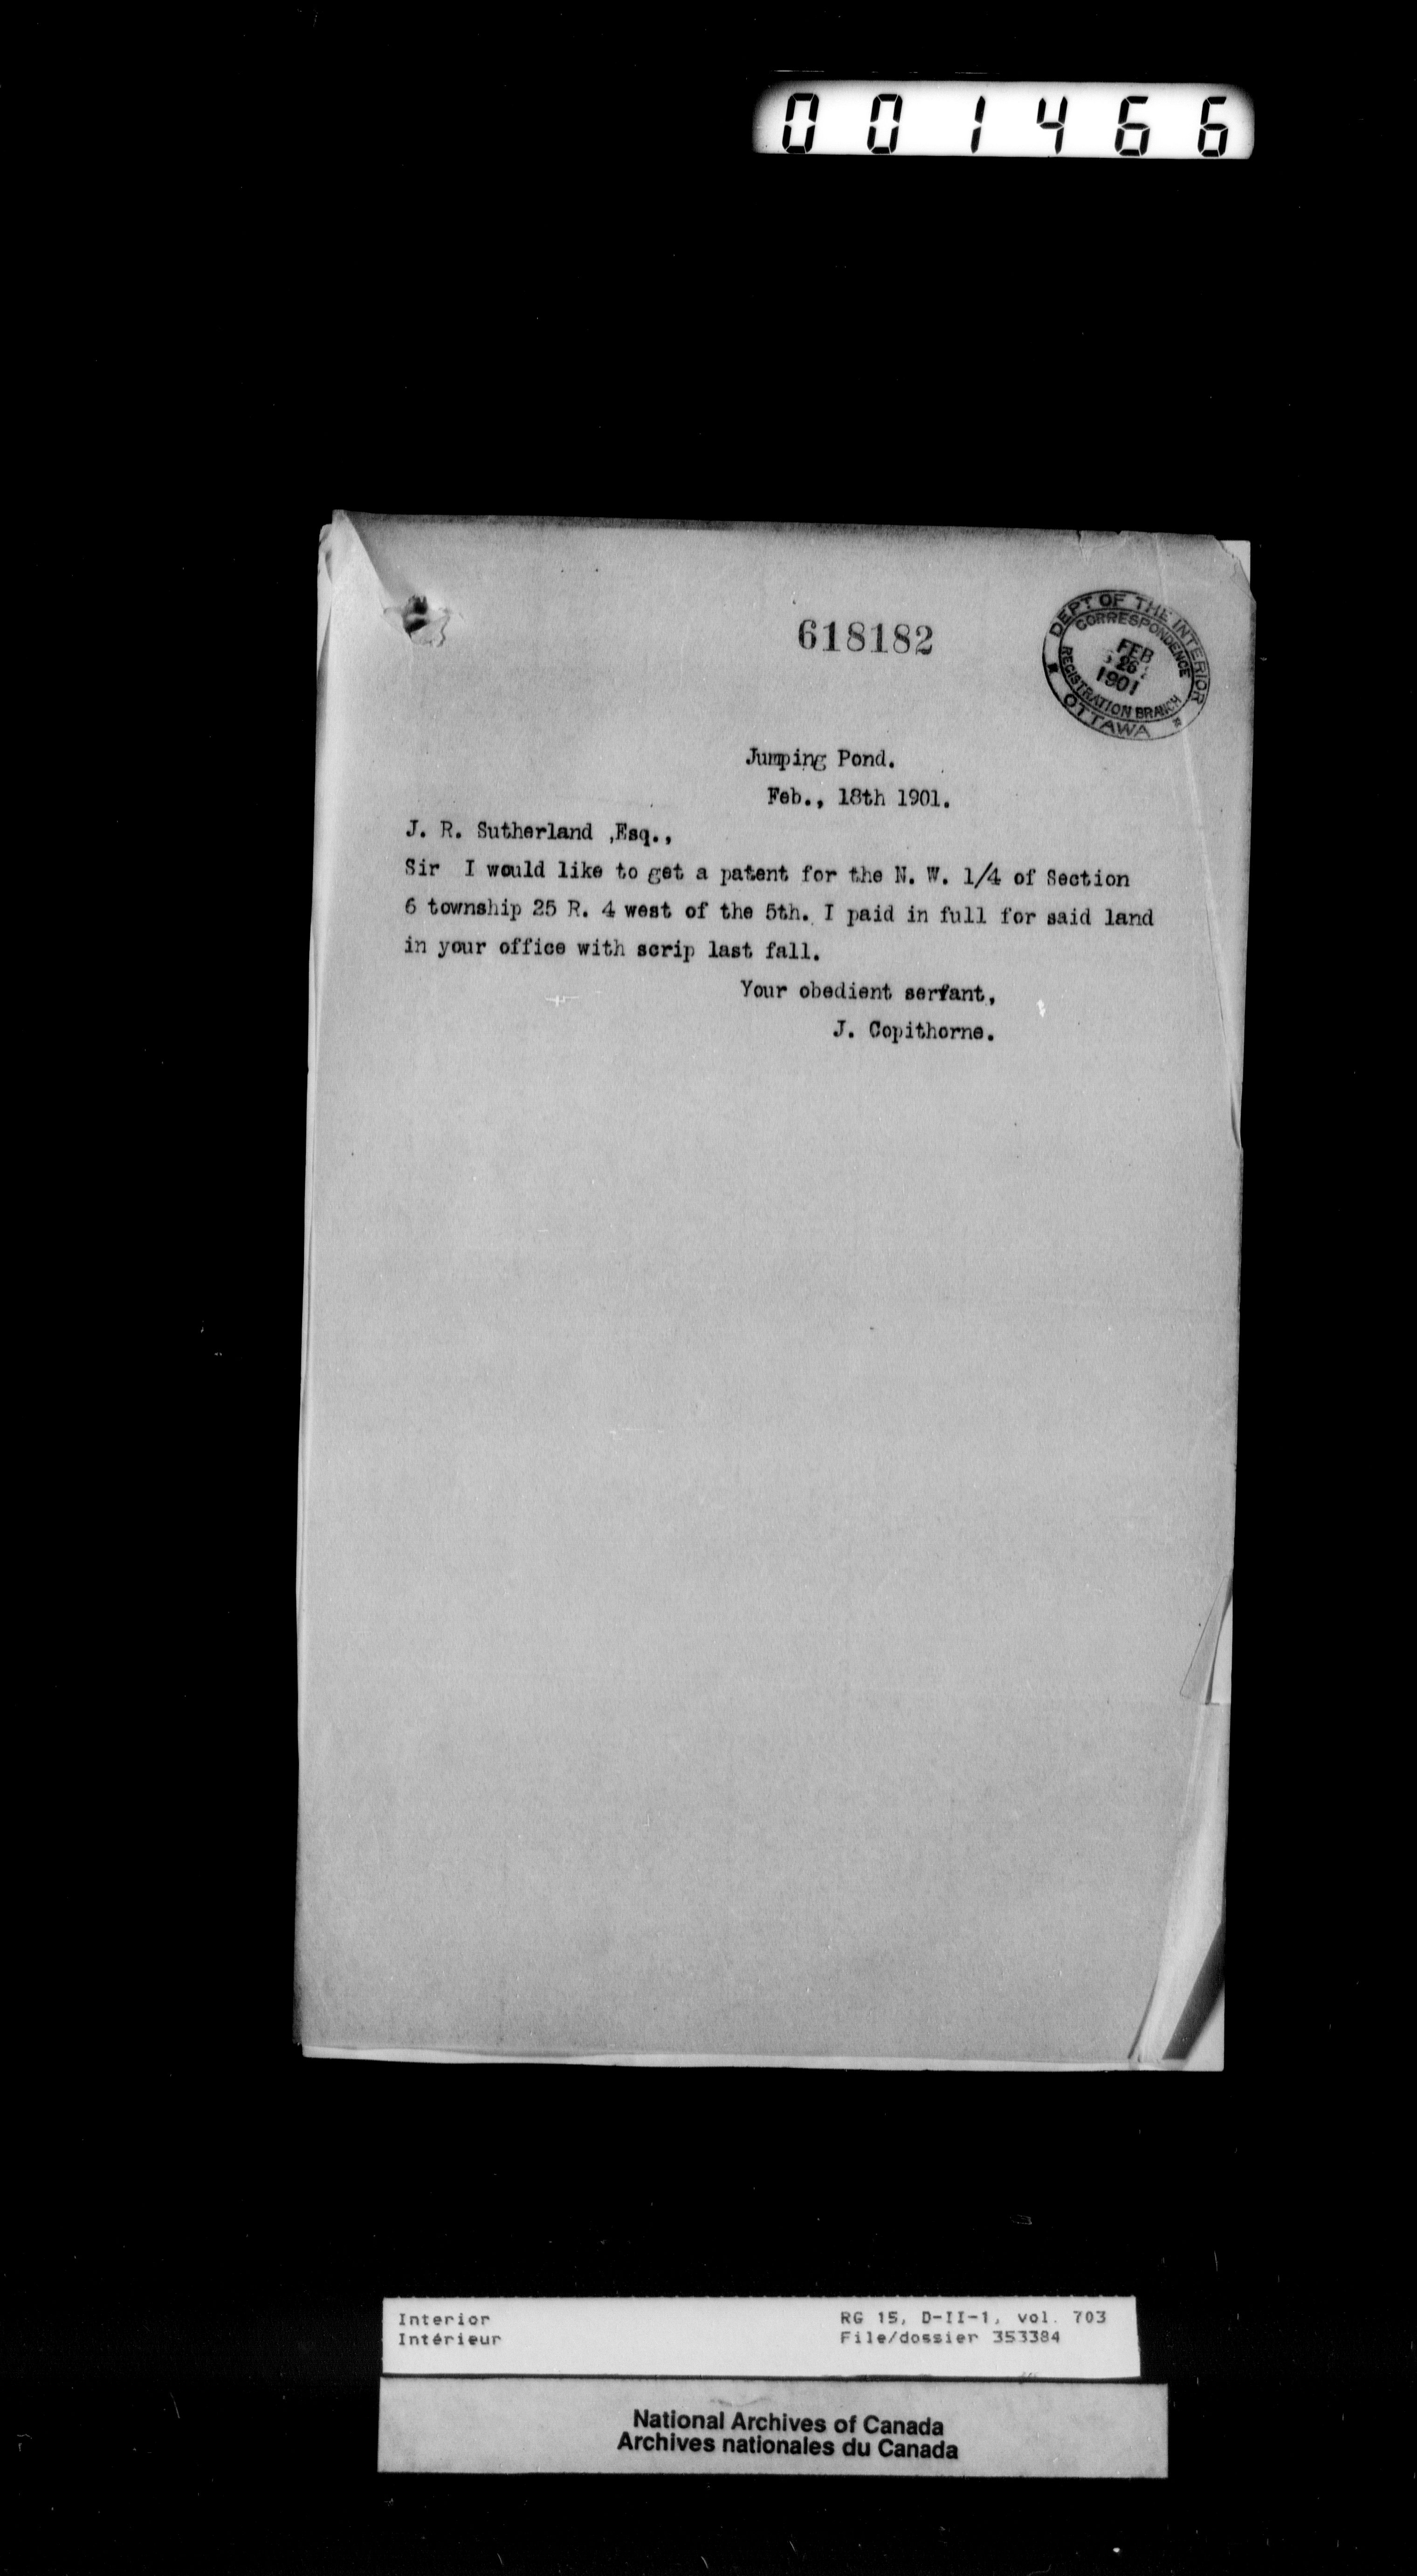 001466
618182
DEPT OF THE INTERIOR
CORRESPONDENCE
FEB
26
1901
REGISTRATION BRANCH
OTTAWA
Jumping Pond.
Feb., 18th 1901.
J. R. Sutherland ,Esq.,
Sir I would like to get a patent for the N. W. 1/4 of Section
6 township 25 R. 4 west of the 5th. I paid in full for said land
in your office with scrip last fall.
Your obedient serfant,
J. Copithorne.
Interior
Intérieur
RG 15, D-II-1, vol. 703
File/dossier 353384
National Archives of Canada
Archives nationales du Canada